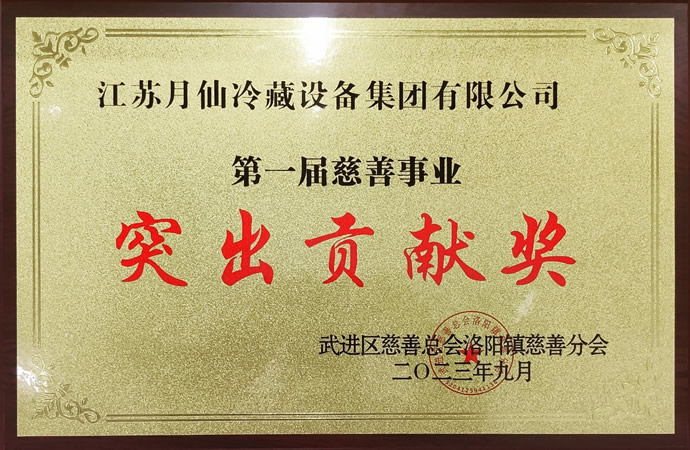 江苏月仙冷藏设备集团有限公司
第一届慈善事业
突出贡献奖
武进区慈善总会洛阳镇慈善分会
二〇二三年九月